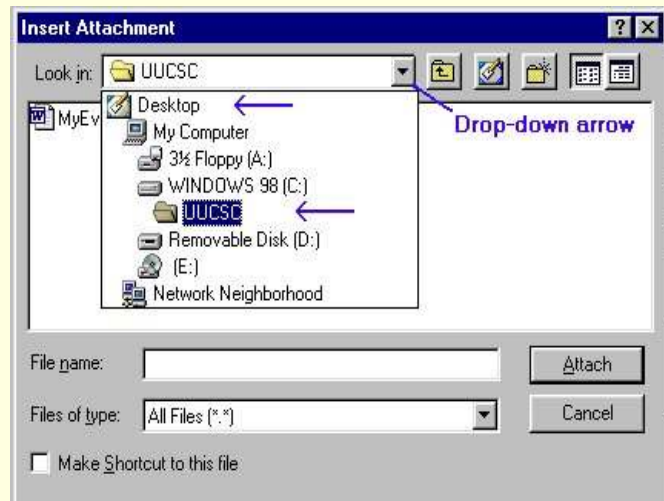 Insert Attachment
Look in: UUCSC
MyEv
Desktop
My Computer
3½ Floppy (A:)
WINDOWS 98 (C:)
UUCSC
Removable Disk (D:)
(E:)
Network Neighborhood
Drop-down arrow
File name:
Attach
Files of type: All Files (*.*)
Cancel
Make Shortcut to this file